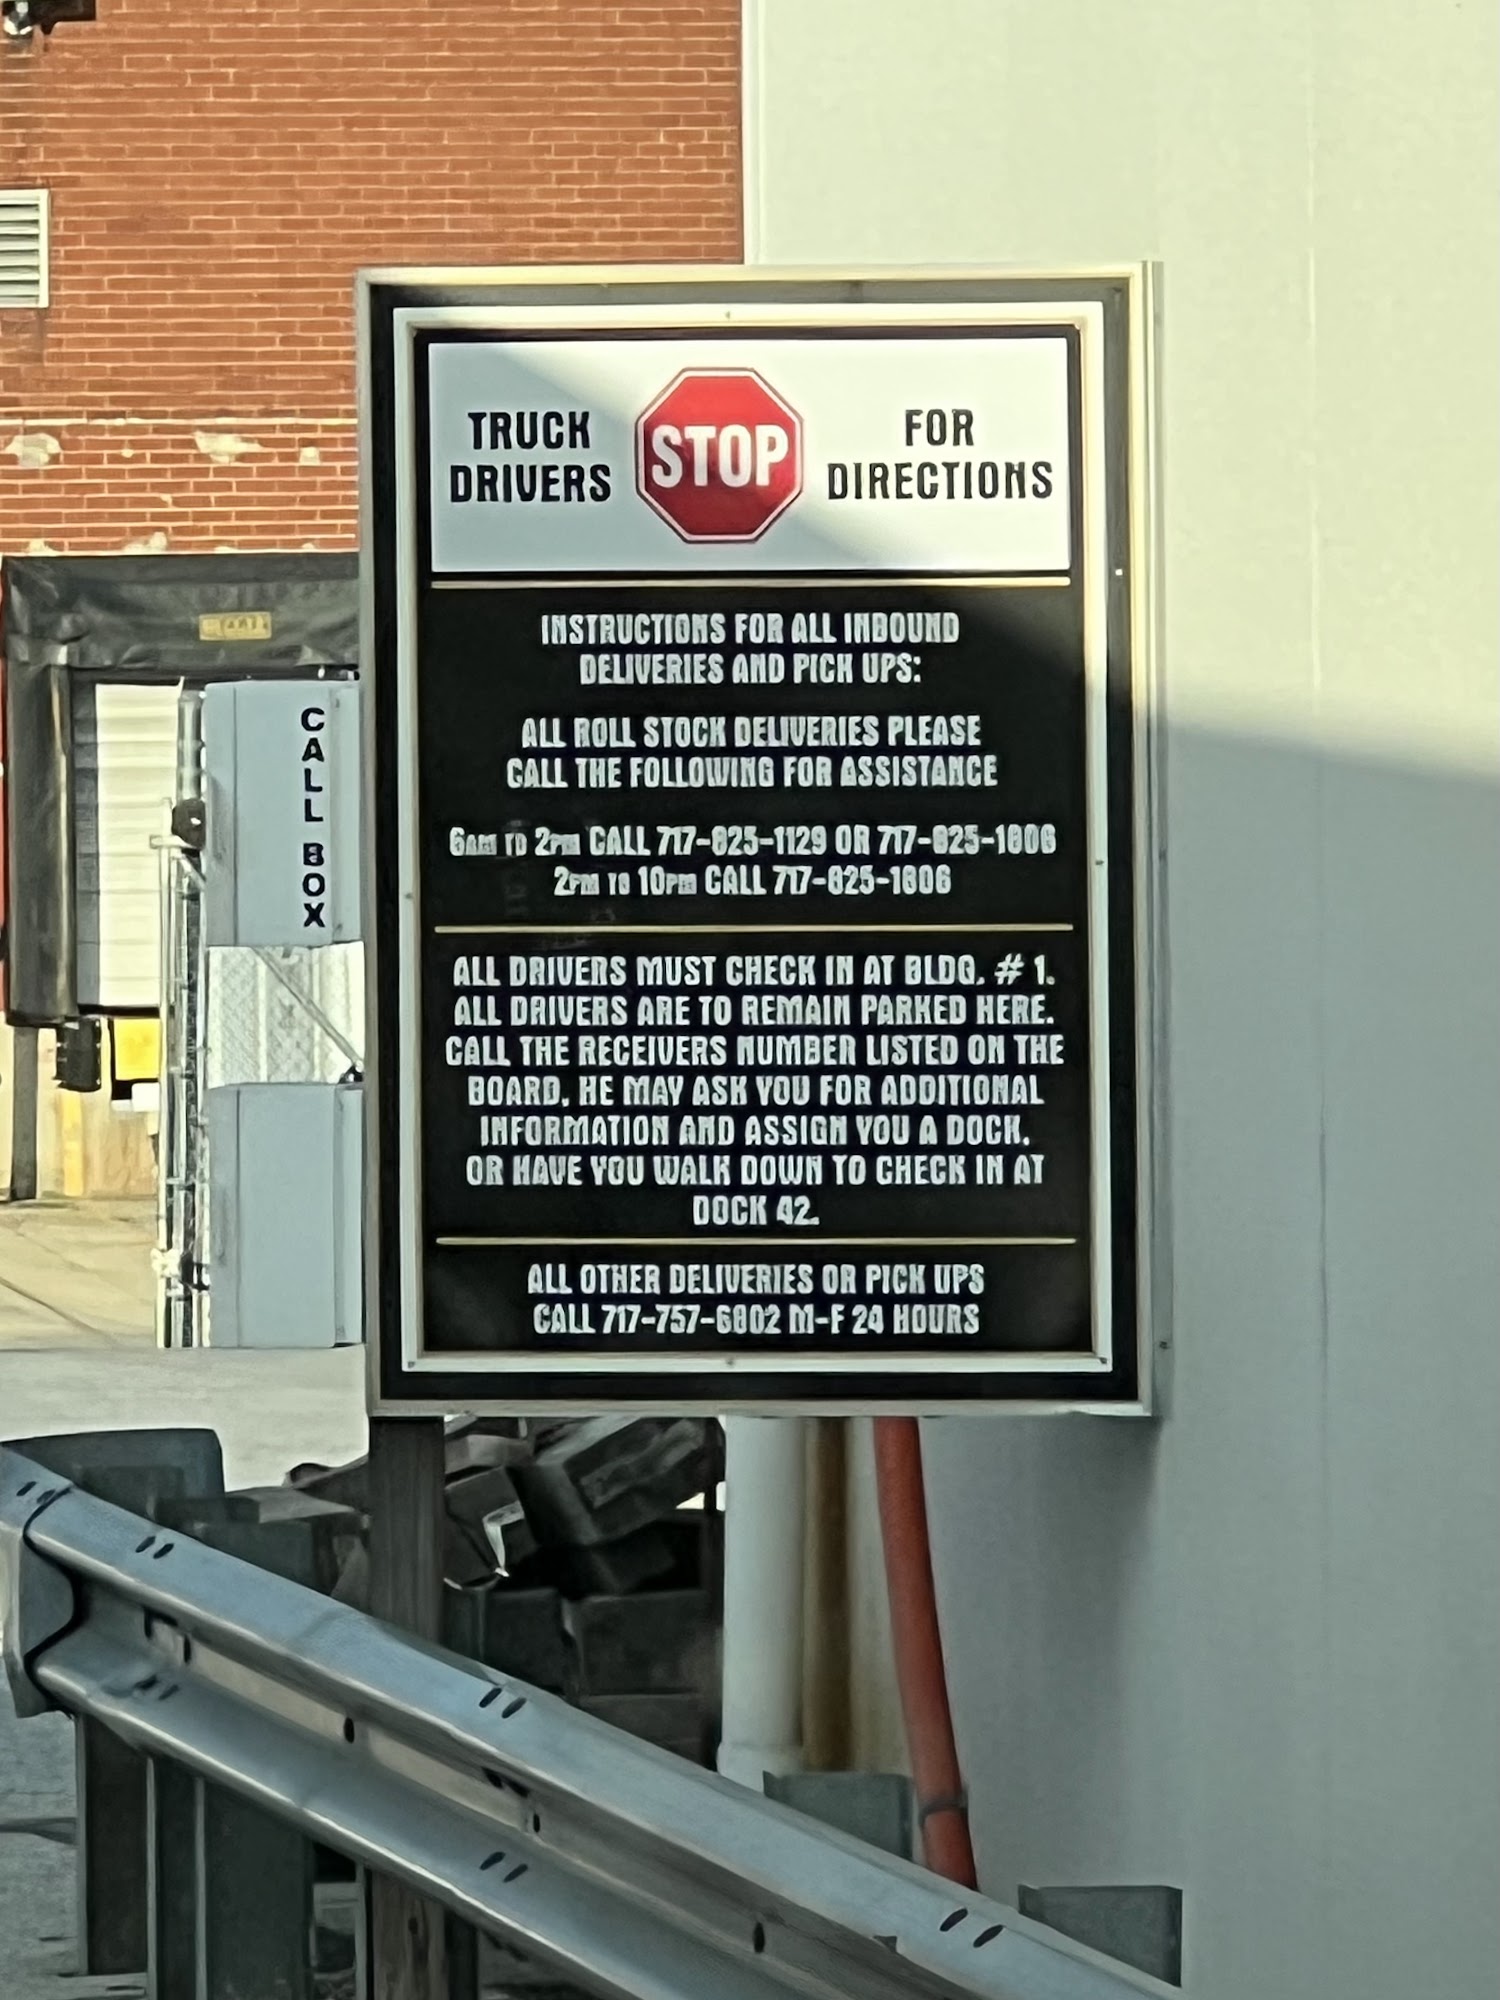 TRUCK
DRIVERS
STOP
FOR
DIRECTIONS
INSTRUCTIONS FOR ALL INBOUND
DELIVERIES AND PICK UPS:
ALL ROLL STOCK DELIVERIES PLEASE
CALL THE FOLLOWING FOR ASSISTANCE
6AM TO 2PM CALL 717-825-1129 OR 717-825-1806
2PM TO 10PM CALL 717-825-1806
ALL DRIVERS MUST CHECK IN AT BLDG. # 1.
ALL DRIVERS ARE TO REMAIN PARKED HERE.
CALL THE RECEIVERS NUMBER LISTED ON THE
BOARD. HE MAY ASK YOU FOR ADDITIONAL
INFORMATION AND ASSIGN YOU A DOCK.
OR HAVE YOU WALK DOWN TO CHECK IN AT
DOCK 42.
ALL OTHER DELIVERIES OR PICK UPS
CALL 717-757-6802 M-F 24 HOURS
CALL BOX